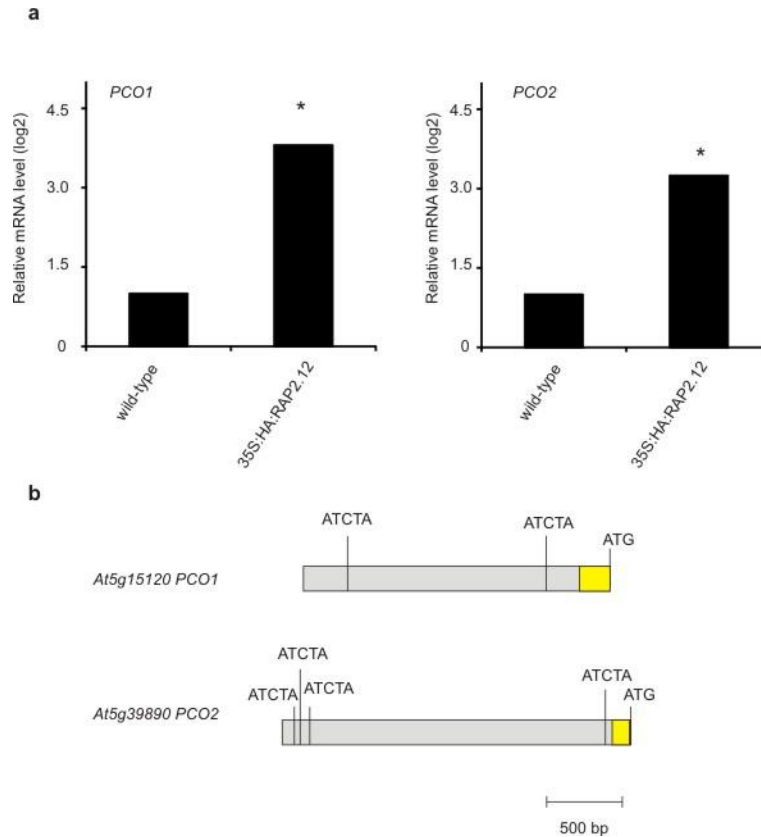 a
PCO1
*
Relative mRNA level (log2)
4.5
3.0
1.5
0
wild-type
35S:HA:RAP2.12
PCO2
*
Relative mRNA level (log2)
4.5
3.0
1.5
0
wild-type
35S:HA:RAP2.12
b
ATCTA
ATCTA
ATG
At5g15120 PCO1
ATCTA
ATCTA
ATCTA
ATCTA
ATG
At5g39890 PCO2
500 bp